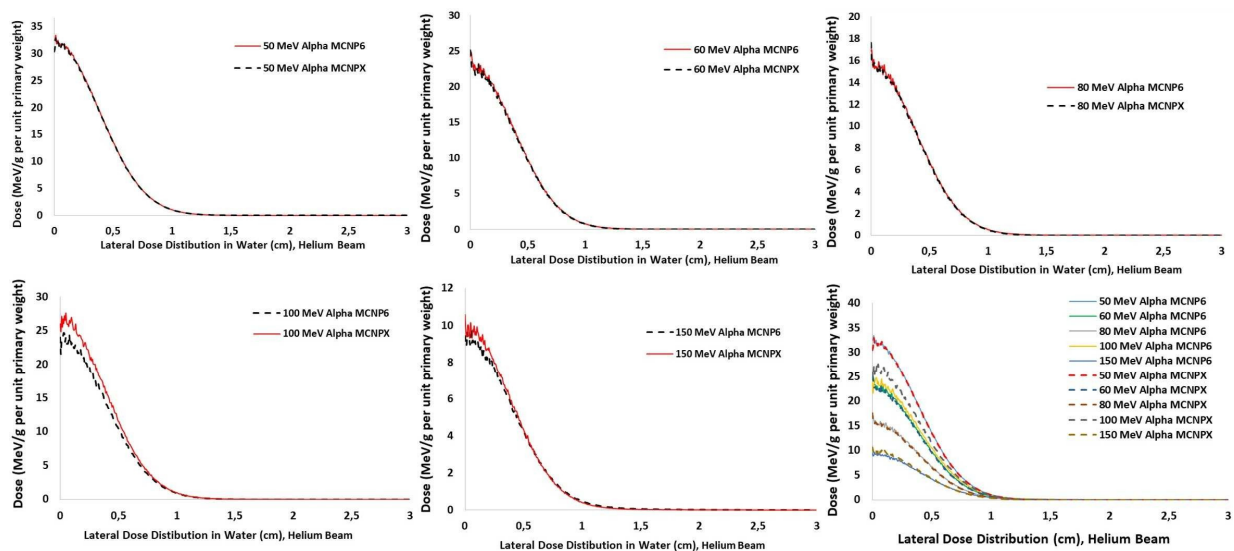 Dose (MeV/g per unit primary weight)
35
30
25
20
15
10
5
0
50 MeV Alpha MCNP6
50 MeV Alpha MCNPX
0 0,5 1 1,5 2 2,5 3
Lateral Dose Distibution in Water (cm), Helium Beam
Dose (MeV/g per unit primary weight)
30
25
20
15
10
5
0
60 MeV Alpha MCNP6
60 MeV Alpha MCNPX
0 0,5 1 1,5 2 2,5 3
Lateral Dose Distibution in Water (cm), Helium Beam
Dose (MeV/g per unit primary weight)
20
18
16
14
12
10
8
6
4
2
0
80 MeV Alpha MCNP6
80 MeV Alpha MCNPX
0 0,5 1 1,5 2 2,5 3
Lateral Dose Distibution in Water (cm), Helium Beam
Dose (MeV/g per unit primary weight)
30
25
20
15
10
5
0
100 MeV Alpha MCNP6
100 MeV Alpha MCNPX
0 0,5 1 1,5 2 2,5 3
Lateral Dose Distibution in Water (cm), Helium Beam
Dose (MeV/g per unit primary weight)
12
10
8
6
4
2
0
150 MeV Alpha MCNP6
150 MeV Alpha MCNPX
0 0,5 1 1,5 2 2,5 3
Lateral Dose Distibution in Water (cm), Helium Beam
Dose (MeV/g per unit primary weight)
40
35
30
25
20
15
10
5
0
50 MeV Alpha MCNP6
60 MeV Alpha MCNP6
80 MeV Alpha MCNP6
100 MeV Alpha MCNP6
150 MeV Alpha MCNP6
50 MeV Alpha MCNPX
60 MeV Alpha MCNPX
80 MeV Alpha MCNPX
100 MeV Alpha MCNPX
150 MeV Alpha MCNPX
0 0,5 1 1,5 2 2,5 3
Lateral Dose Distribution (cm), Helium Beam